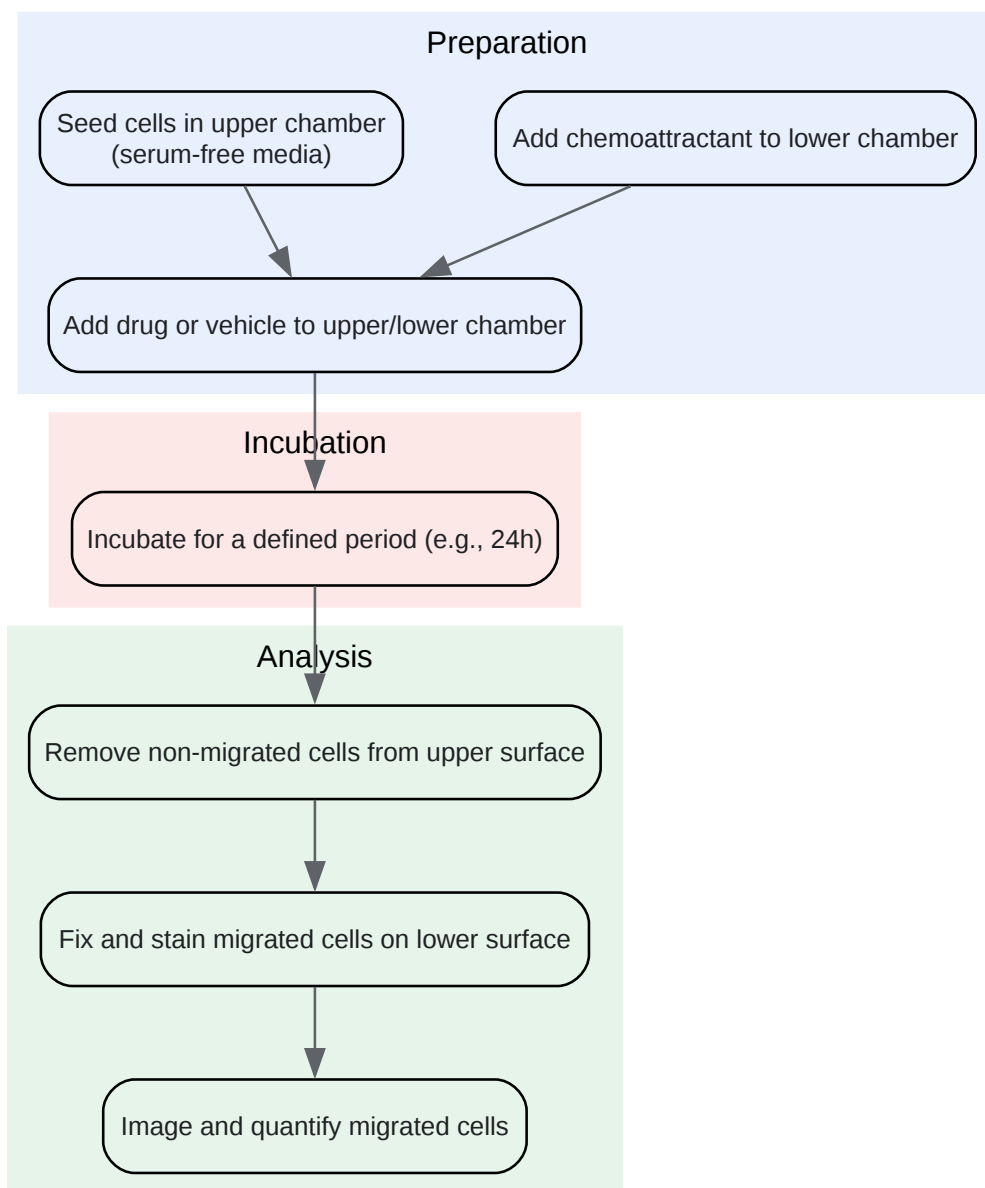 Preparation
Seed cells in upper chamber
(serum-free media)
Add chemoattractant to lower chamber
Add drug or vehicle to upper/lower chamber
Incubation
Incubate for a defined period (e.g., 24h)
Analysis
Remove non-migrated cells from upper surface
Fix and stain migrated cells on lower surface
Image and quantify migrated cells